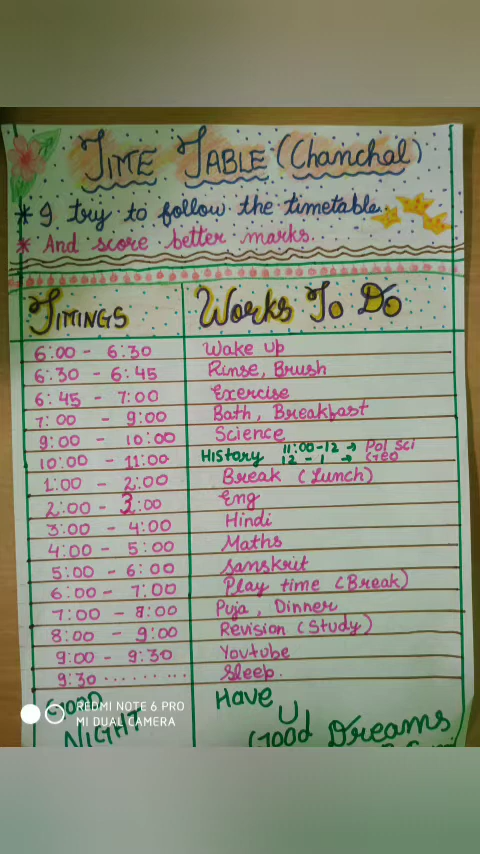 TIME TABLE (Chanchal)
* I try to follow the timetable.
* And score better marks.
TIMINGS Works To Do
6:00 - 6:30 Wake up
6:30 - 6:45 Rinse, Brush
6:45 - 7:00 Exercise
7:00 - 9:00 Bath, Breakfast
9:00 - 10:00 Science
10:00 - 11:00 HIstory 11:00-12 → Pol Sci
12 - 1 → GEO
1:00 - 2:00 Break (Lunch)
2:00 - 3:00 Eng
3:00 - 4:00 Hindi
4:00 - 5:00 Maths
5:00 - 6:00 Sanskrit
6:00 - 7:00 Play time (Break)
7:00 - 8:00 Puja, Dinner
8:00 - 9:00 Revision (Study)
9:00 - 9:30 Youtube
9:30 .......... Sleep.
GOOD Have
NIGHT U
Good Dreams
REDMI NOTE 6 PRO
MI DUAL CAMERA